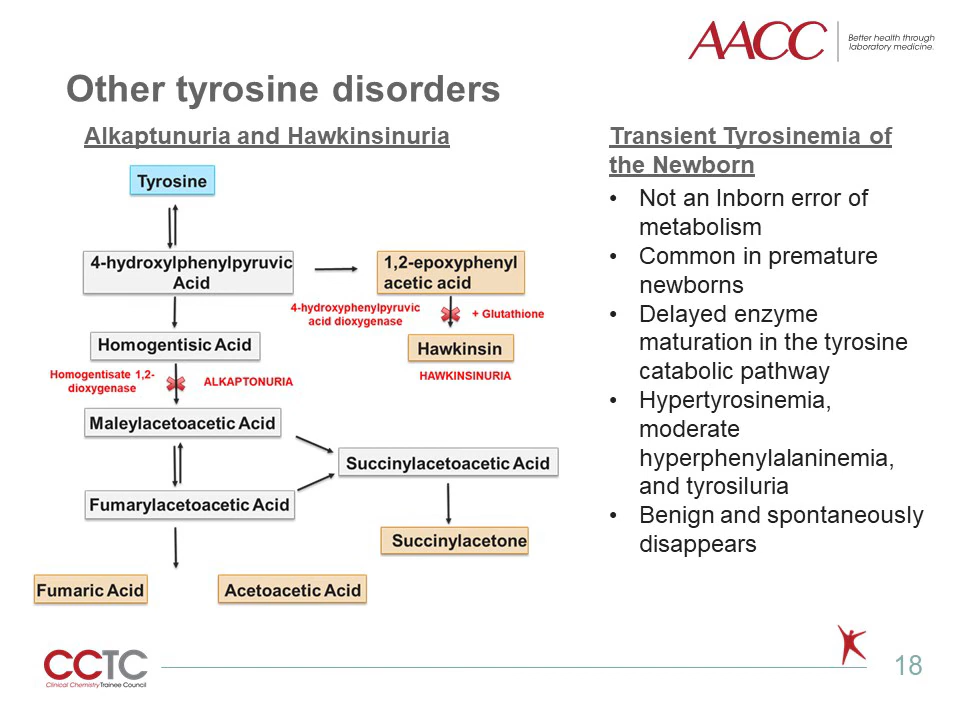 AACC
Better health through
laboratory medicine.
Other tyrosine disorders
Alkaptunuria and Hawkinsinuria
Tyrosine
4-hydroxylphenylpyruvic
Acid
1,2-epoxyphenyl
acetic acid
4-hydroxyphenylpyruvic
acid dioxygenase
+ Glutathione
Homogentisic Acid
Hawkinsin
HAWKINSINURIA
Homogentisate 1,2-
dioxygenase
ALKAPTONURIA
Maleylacetoacetic Acid
Succinylacetoacetic Acid
Fumarylacetoacetic Acid
Succinylacetone
Fumaric Acid
Acetoacetic Acid
Transient Tyrosinemia of
the Newborn
• Not an Inborn error of
metabolism
• Common in premature
newborns
• Delayed enzyme
maturation in the tyrosine
catabolic pathway
• Hypertyrosinemia,
moderate
hyperphenylalaninemia,
and tyrosiluria
• Benign and spontaneously
disappears
CCTC
Clinical Chemistry Trainee Council
18